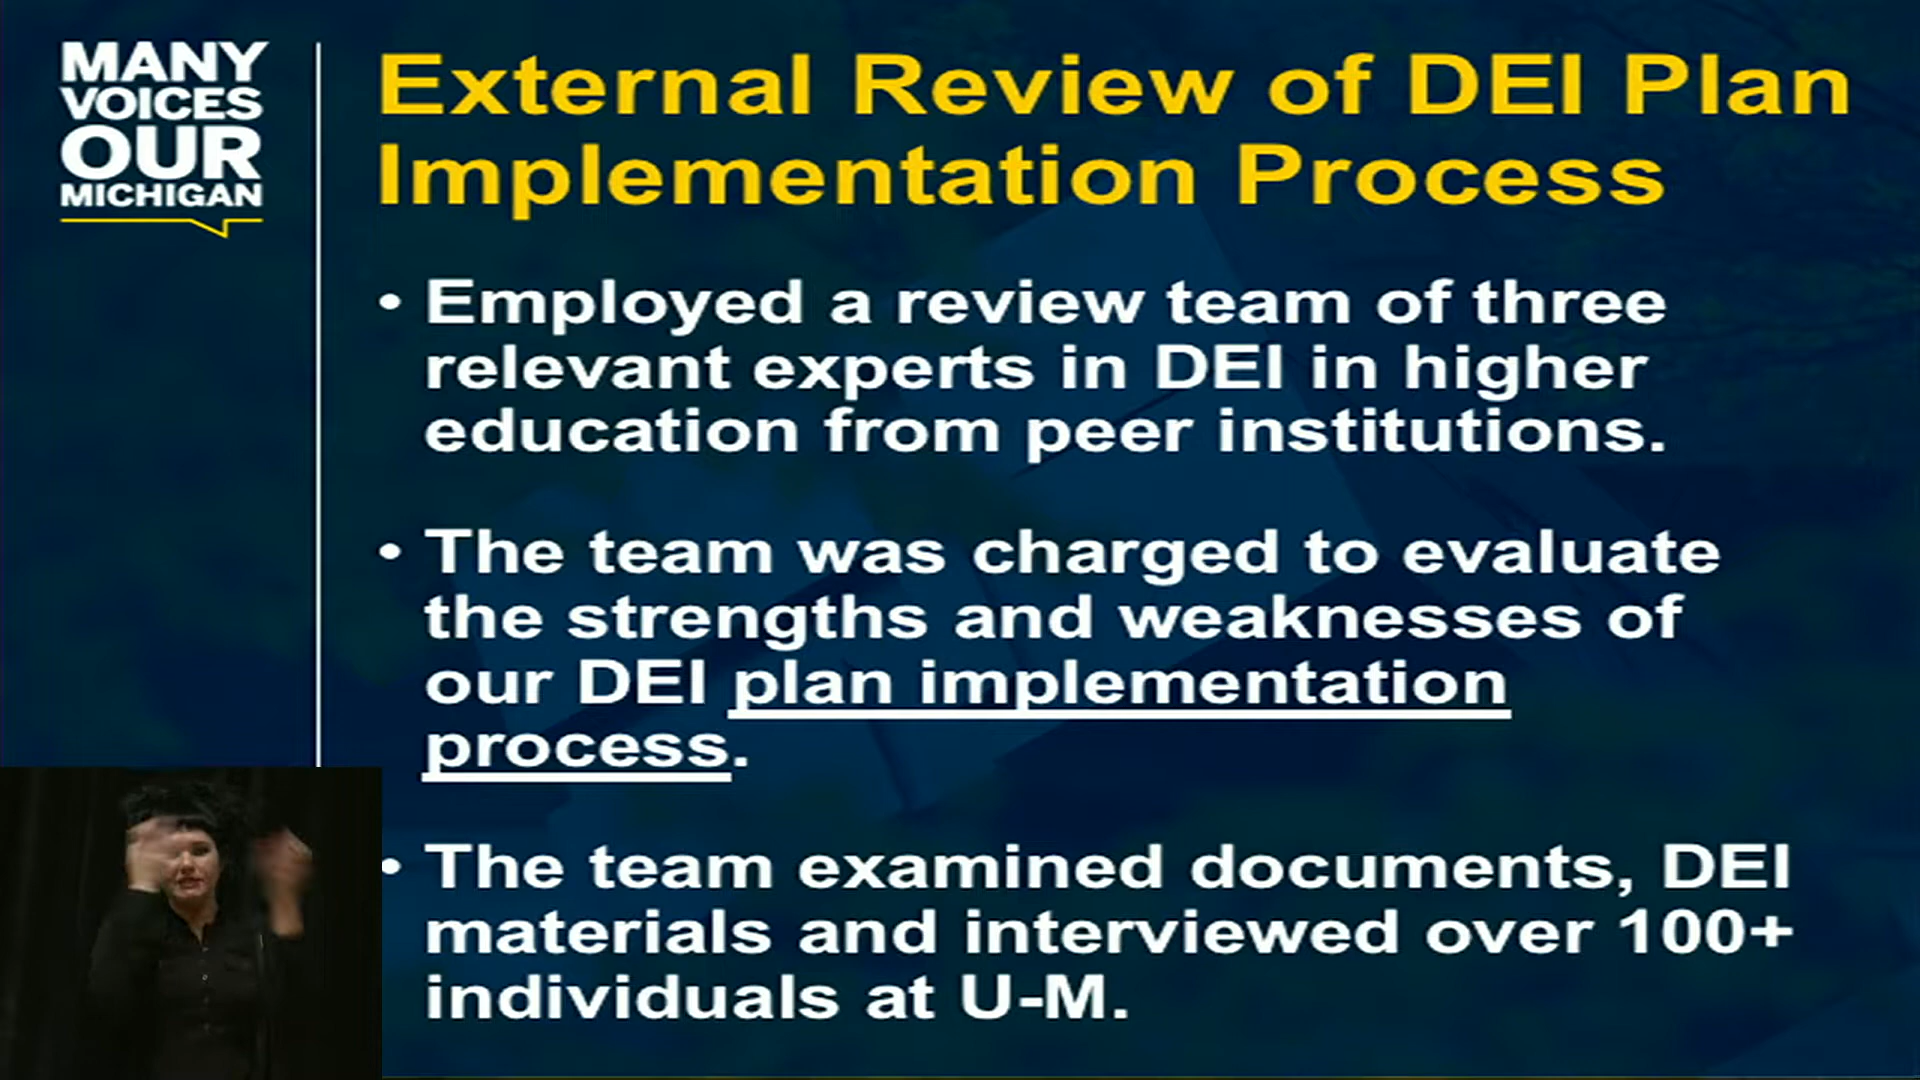 MANY
VOICES
OUR
MICHIGAN
External Review of DEI Plan
Implementation Process
• Employed a review team of three
relevant experts in DEI in higher
education from peer institutions.
• The team was charged to evaluate
the strengths and weaknesses of
our DEI plan implementation
process.
• The team examined documents, DEI
materials and interviewed over 100+
individuals at U-M.